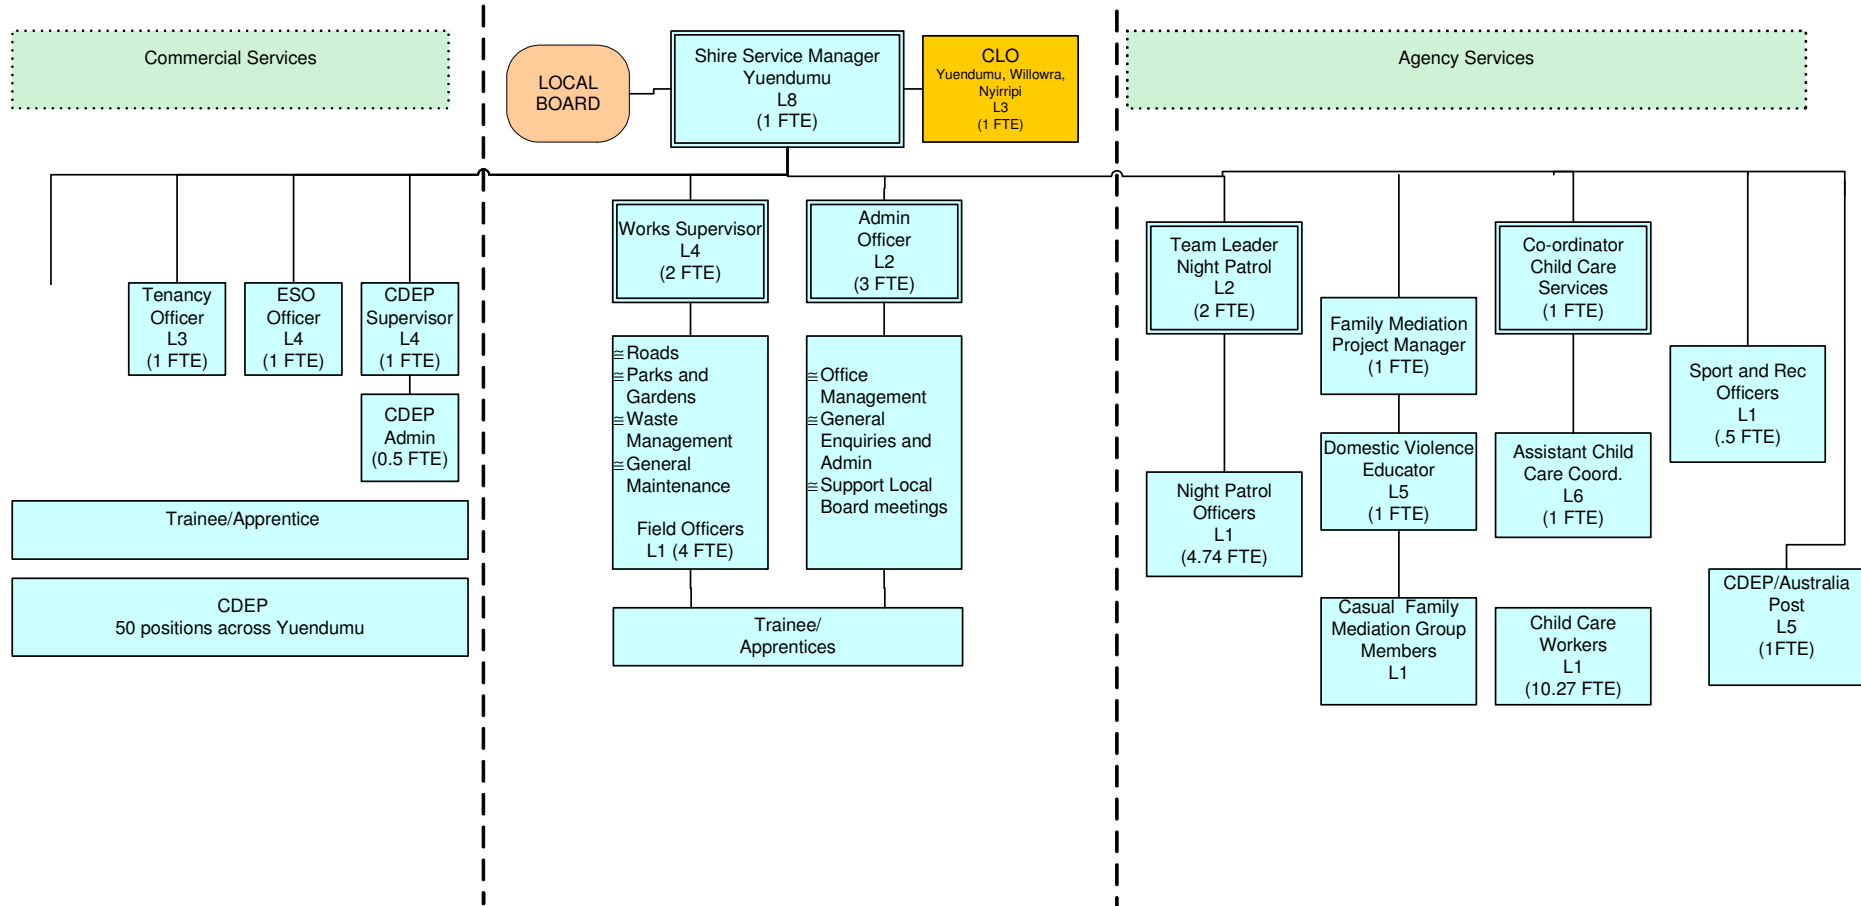 Commercial Services
LOCAL
BOARD
Shire Service Manager
Yuendumu
L8
(1 FTE)
CLO
Yuendumu, Willowra,
Nyirripi
L3
(1 FTE)
Agency Services
Tenancy
Officer
L3
(1 FTE)
ESO
Officer
L4
(1 FTE)
CDEP
Supervisor
L4
(1 FTE)
CDEP
Admin
(0.5 FTE)
Trainee/Apprentice
CDEP
50 positions across Yuendumu
Works Supervisor
L4
(2 FTE)
Admin
Officer
L2
(3 FTE)
≅ Roads
≅ Parks and
Gardens
≅ Waste
Management
≅ General
Maintenance
Field Officers
L1 (4 FTE)
≅ Office
Management
≅ General
Enquiries and
Admin
≅ Support Local
Board meetings
Trainee/
Apprentices
Team Leader
Night Patrol
L2
(2 FTE)
Night Patrol
Officers
L1
(4.74 FTE)
Family Mediation
Project Manager
(1 FTE)
Domestic Violence
Educator
L5
(1 FTE)
Casual  Family
Mediation Group
Members
L1
Co-ordinator
Child Care
Services
(1 FTE)
Assistant Child
Care Coord.
L6
(1 FTE)
Child Care
Workers
L1
(10.27 FTE)
Sport and Rec
Officers
L1
(.5 FTE)
CDEP/Australia
Post
L5
(1FTE)